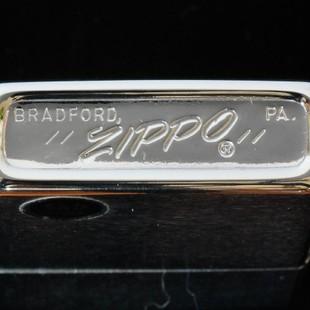 BRADFORD, PA.
// ZIPPO ® //